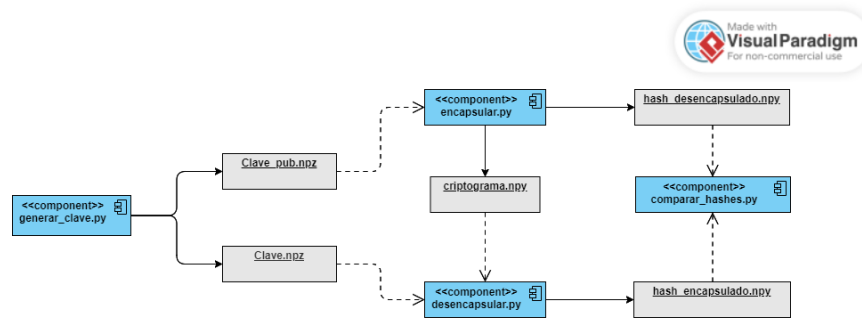 Made with
Visual Paradigm
For non-commercial use
<<component>>
encapsular.py
hash_desencapsulado.npy
Clave_pub.npz
criptograma.npy
<<component>>
comparar_hashes.py
<<component>>
generar_clave.py
Clave.npz
<<component>>
desencapsular.py
hash_encapsulado.npy